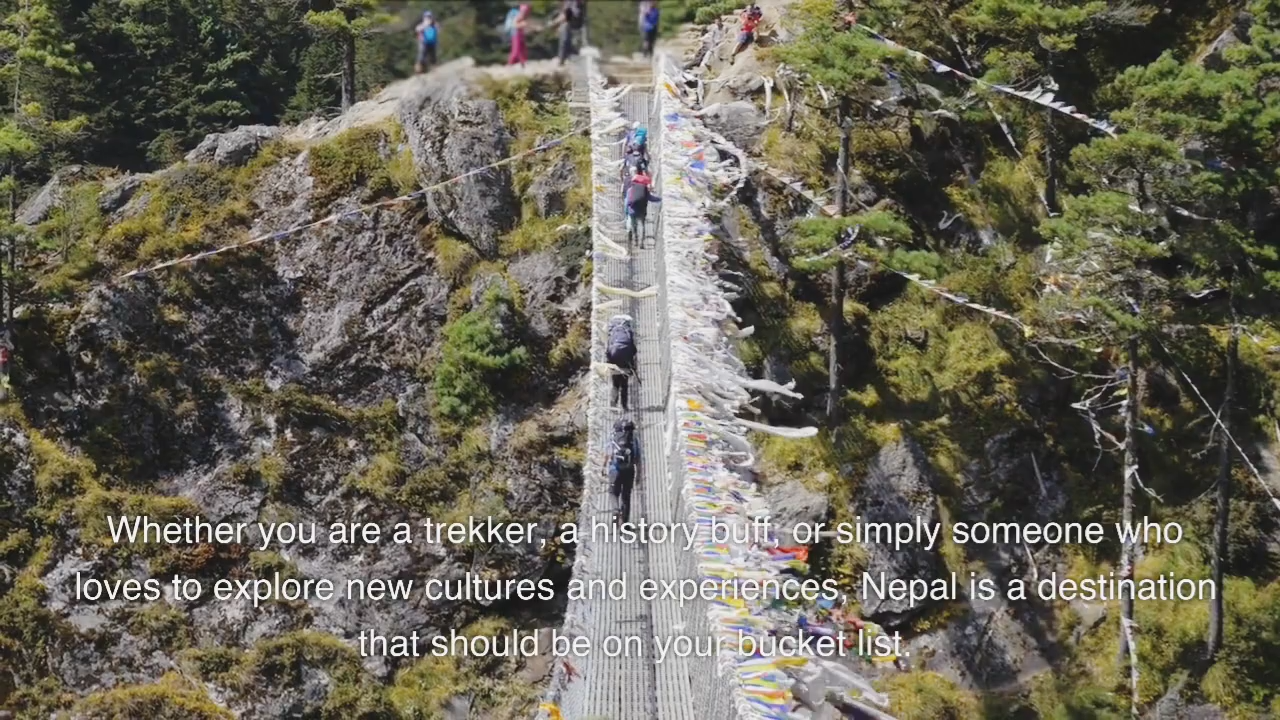 Whether you are a trekker, a history buff, or simply someone who
loves to explore new cultures and experiences, Nepal is a destination
that should be on your bucket list.